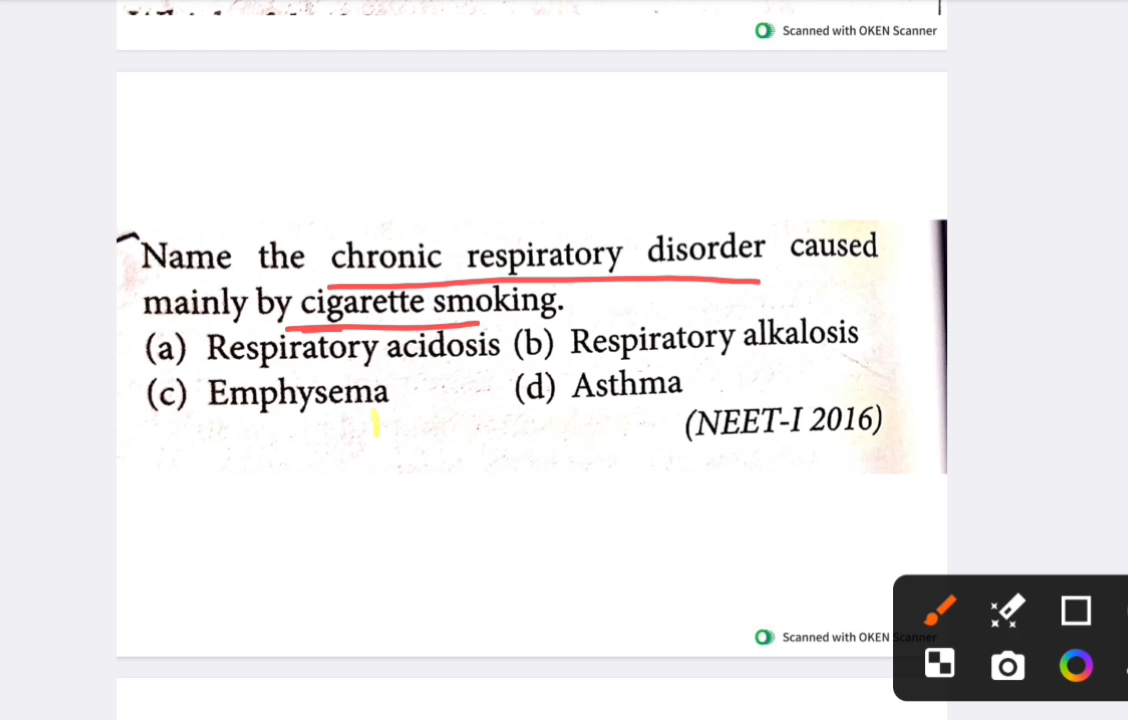 Scanned with OKEN Scanner
Name the chronic respiratory disorder caused
mainly by cigarette smoking.
(a) Respiratory acidosis (b) Respiratory alkalosis
(c) Emphysema (d) Asthma
(NEET-I 2016)
Scanned with OKEN Scanner